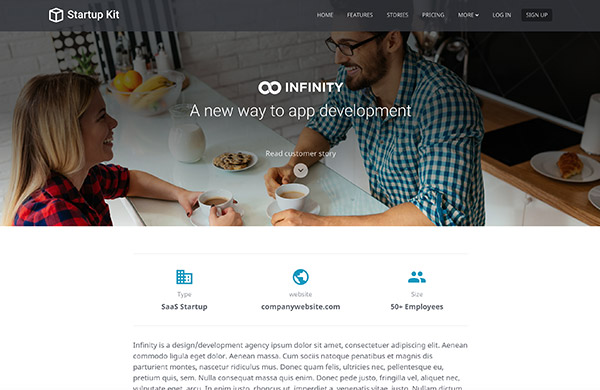 Startup Kit
HOME FEATURES STORIES PRICING MORE LOG IN SIGN UP
INFINITY
A new way to app development
Read customer story
Type website Size
SaaS Startup companywebsite.com 50+ Employees
Infinity is a design/development agency ipsum dolor sit amet, consectetuer adipiscing elit. Aenean
commodo ligula eget dolor. Aenean massa. Cum sociis natoque penatibus et magnis dis
parturient montes, nascetur ridiculus mus. Donec quam felis, ultricies nec, pellentesque eu,
pretium quis, sem. Nulla consequat massa quis enim. Donec pede justo, fringilla vel, aliquet nec,
vulputate eget, arcu. In enim justo, rhoncus ut, imperdiet a, venenatis vitae, justo. Nullam dictum